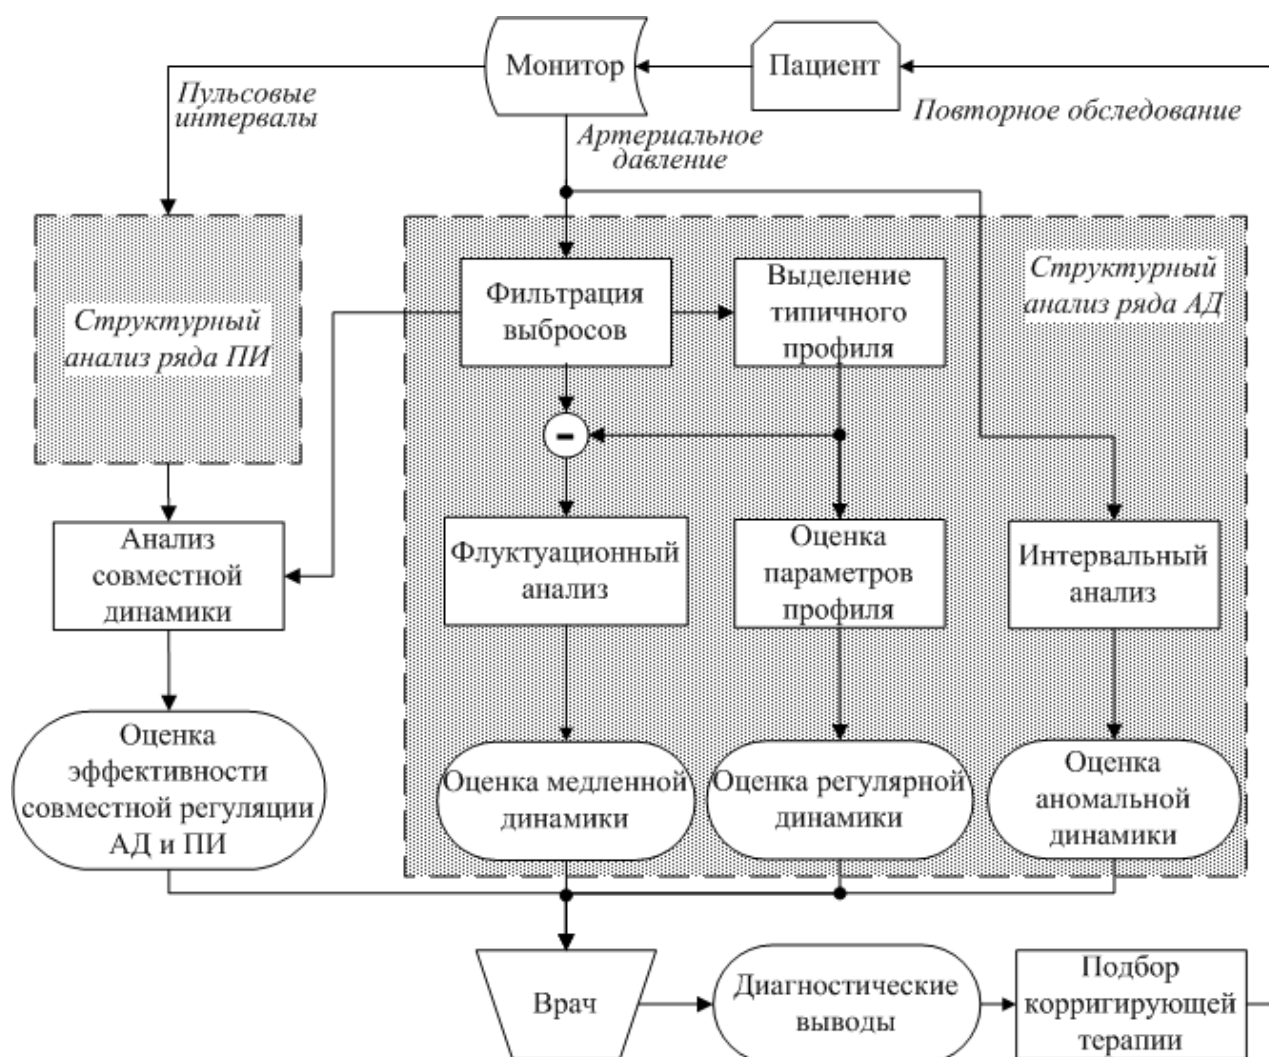 Монитор
Пациент
Пульсовые
интервалы
Артериальное
давление
Повторное обследование
Структурный
анализ ряда ПИ
Фильтрация
выбросов
Выделение
типичного
профиля
Структурный
анализ ряда АД
-
Анализ
совместной
динамики
Флуктуационный
анализ
Оценка
параметров
профиля
Интервальный
анализ
Оценка
эффективности
совместной регуляции
АД и ПИ
Оценка медленной
динамики
Оценка регулярной
динамики
Оценка
аномальной
динамики
Врач
Диагностические
выводы
Подбор
корригирующей
терапии